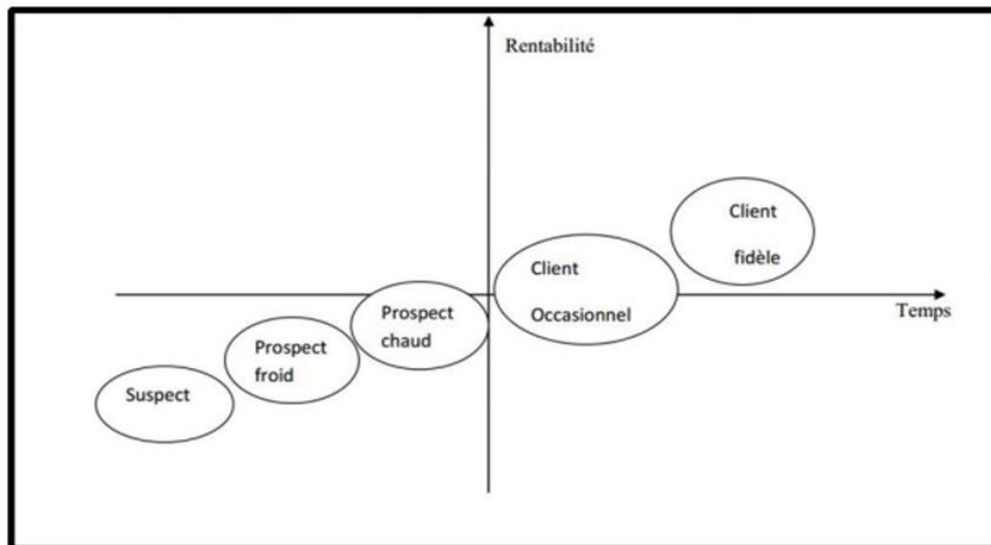 Rentabilité
Client
fidèle
Client
Occasionnel
Temps
Prospect
chaud
Prospect
froid
Suspect